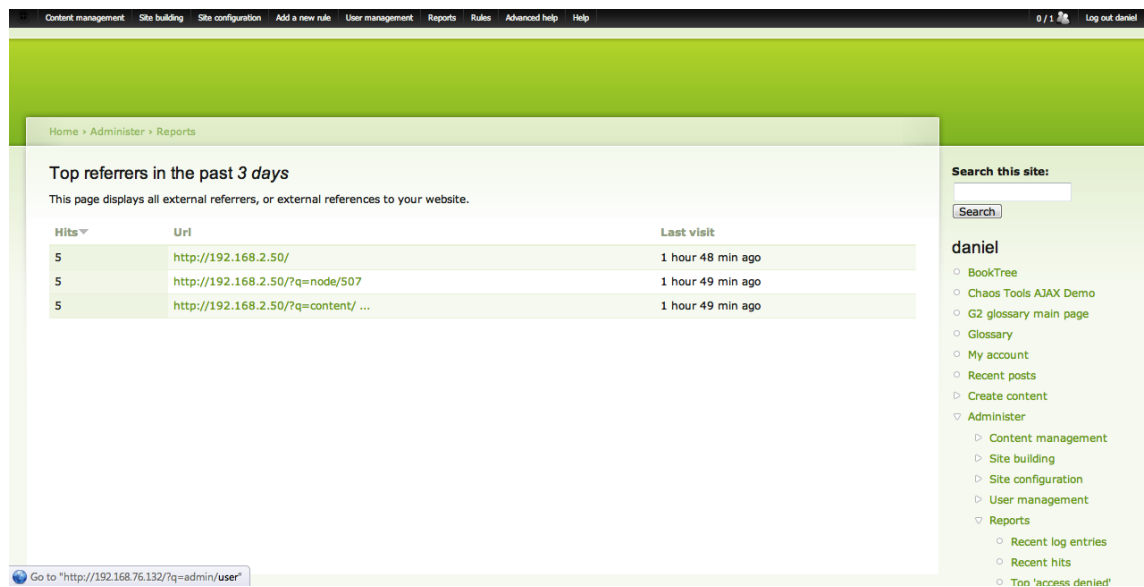 Content management Site building Site configuration Add a new rule User management Reports Rules Advanced help Help 0 / 1 Log out daniel
Home › Administer › Reports
Top referrers in the past 3 days
This page displays all external referrers, or external references to your website.
Hits Url Last visit
5 http://192.168.2.50/ 1 hour 48 min ago
5 http://192.168.2.50/?q=node/507 1 hour 49 min ago
5 http://192.168.2.50/?q=content/ ... 1 hour 49 min ago
Search this site:
Search
daniel
BookTree
Chaos Tools AJAX Demo
G2 glossary main page
Glossary
My account
Recent posts
Create content
Administer
Content management
Site building
Site configuration
User management
Reports
Recent log entries
Recent hits
Top 'access denied'
Go to "http://192.168.76.132/?q=admin/user"